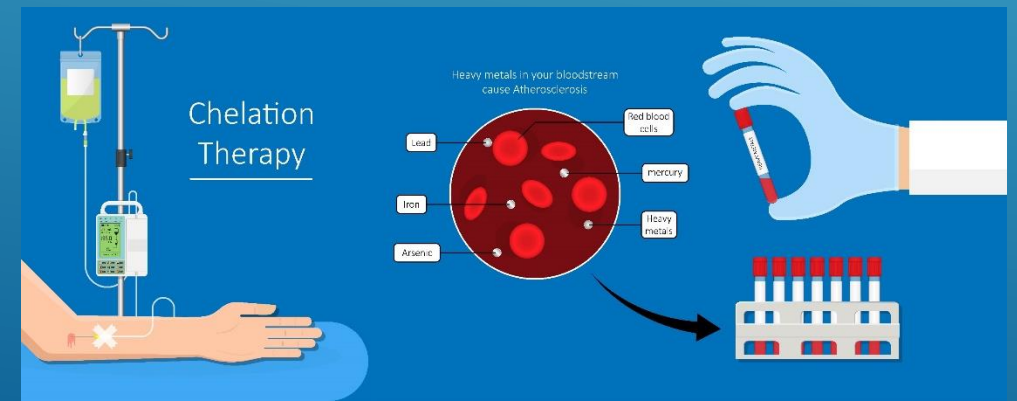 Chelation
Therapy
Heavy metals in your bloodstream
cause Atherosclerosis
Lead
Iron
Arsenic
Red blood
cells
mercury
Heavy
metals